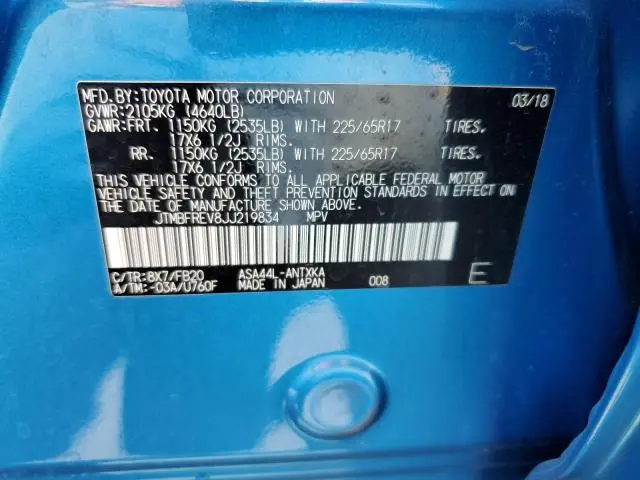 MFD.BY:TOYOTA MOTOR CORPORATION 03/18
GVWR:2105KG (4640LB)
GAWR:FRT. 1150KG (2535LB) WITH 225/65R17 TIRES.
17X6 1/2J RIMS.
RR. 1150KG (2535LB) WITH 225/65R17 TIRES.
17X6 1/2J RIMS.
THIS VEHICLE CONFORMS TO ALL APPLICABLE FEDERAL MOTOR
VEHICLE SAFETY AND THEFT PREVENTION STANDARDS IN EFFECT ON
THE DATE OF MANUFACTURE SHOWN ABOVE.
JTMBFREV8JJ219834 MPV
C/TR:8X7/FB20 ASA44L-ANTXKA
A/TM:-03A/U760F MADE IN JAPAN 008 E